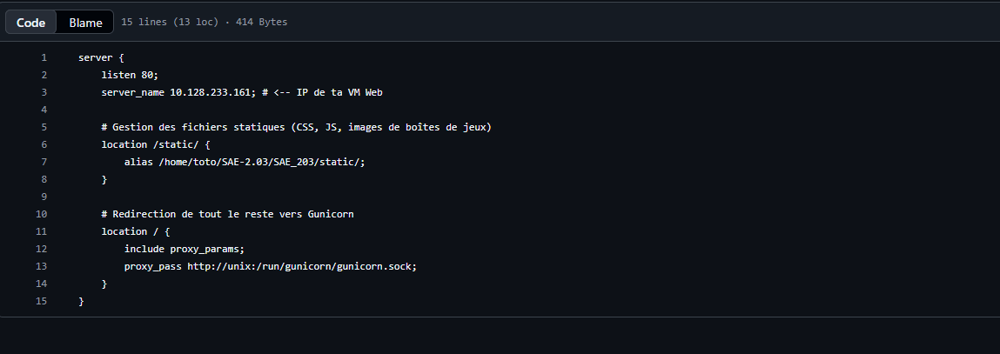 Code Blame 15 lines (13 loc) · 414 Bytes
1 server {
2 listen 80;
3 server_name 10.128.233.161; # <-- IP de ta VM Web
4
5 # Gestion des fichiers statiques (CSS, JS, images de boîtes de jeux)
6 location /static/ {
7 alias /home/toto/SAE-2.03/SAE_203/static/;
8 }
9
10 # Redirection de tout le reste vers Gunicorn
11 location / {
12 include proxy_params;
13 proxy_pass http://unix:/run/gunicorn/gunicorn.sock;
14 }
15 }